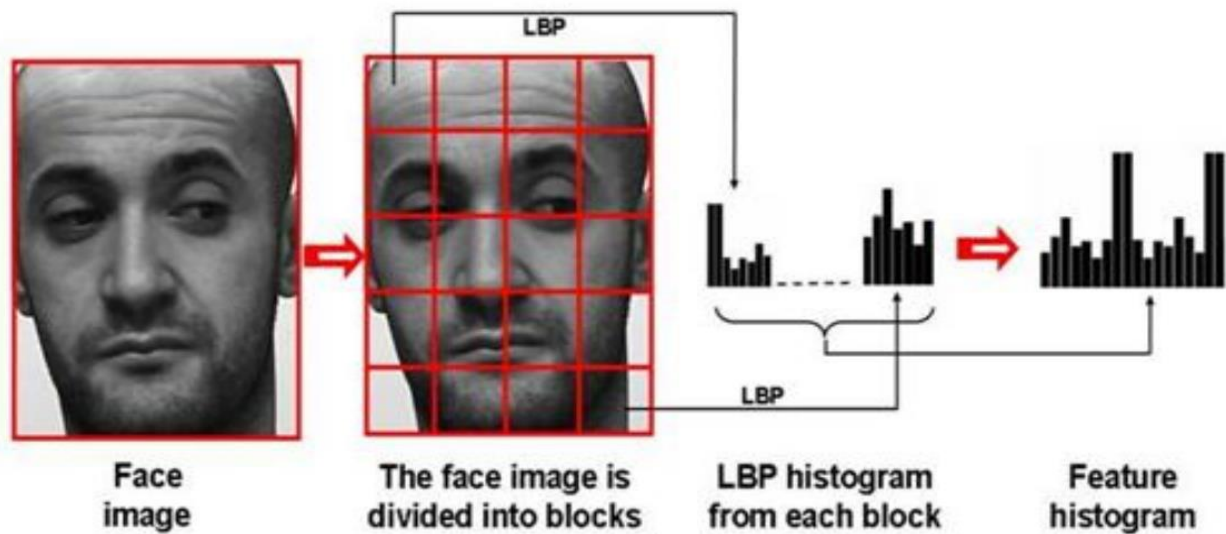 LBP
LBP
Face
image
The face image is
divided into blocks
LBP histogram
from each block
Feature
histogram